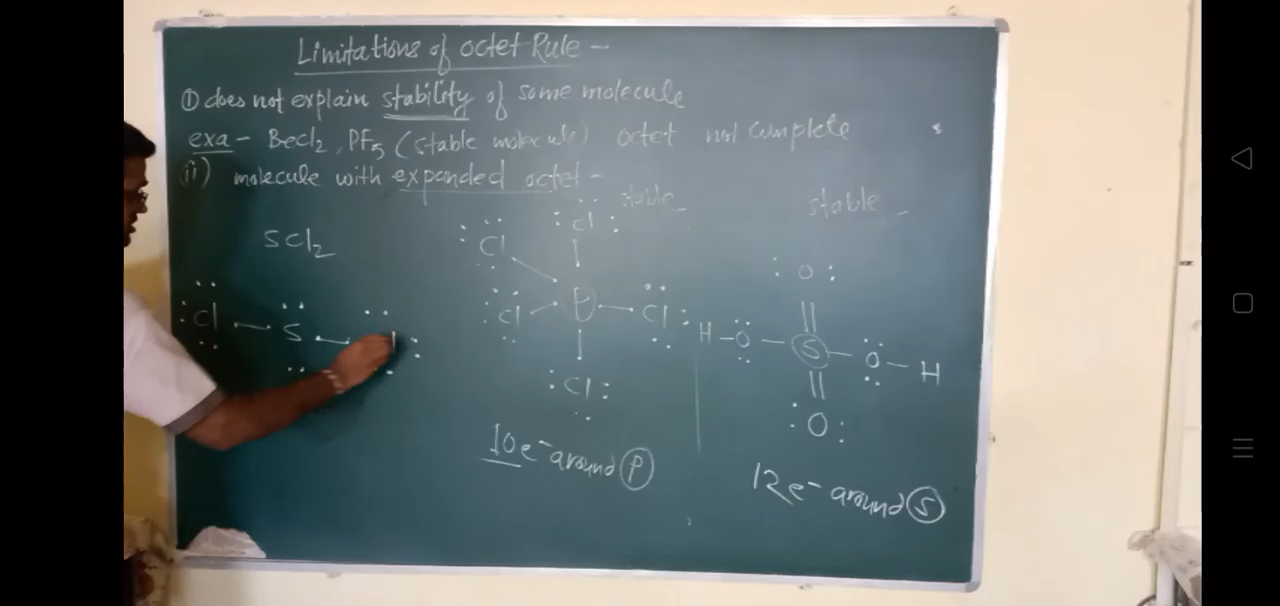 Limitations of octet Rule -
① does not explain stability of some molecule
exa - BeCl2, PF5 (stable molecule) octet not complete
(ii) molecule with expanded octet -
stable
stable
SCl2
Cl
Cl
Cl P Cl
Cl
Cl S
O
H - O - S - O - H
O
10e- around P
12e- around S